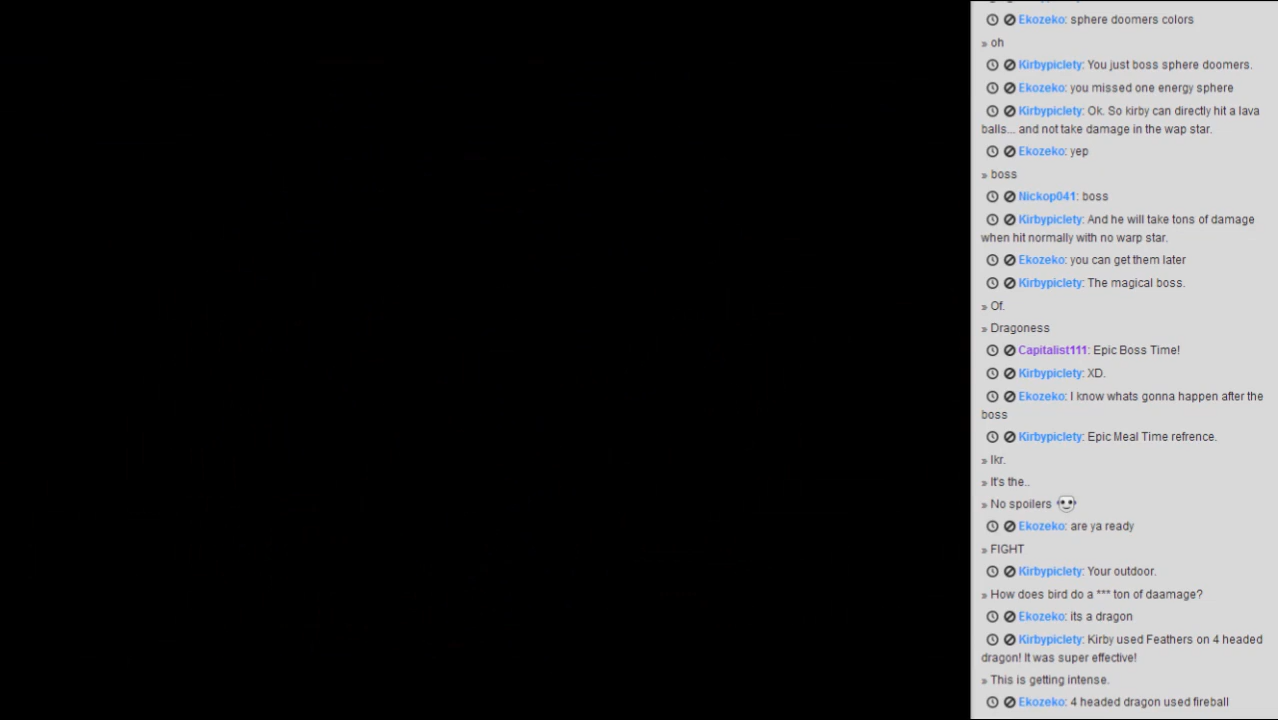 Ekozeko: sphere doomers colors
» oh
Kirbypiclety: You just boss sphere doomers.
Ekozeko: you missed one energy sphere
Kirbypiclety: Ok. So kirby can directly hit a lava
balls... and not take damage in the wap star.
Ekozeko: yep
» boss
Nickop041: boss
Kirbypiclety: And he will take tons of damage
when hit normally with no warp star.
Ekozeko: you can get them later
Kirbypiclety: The magical boss.
» Of.
» Dragoness
Capitalist111: Epic Boss Time!
Kirbypiclety: XD.
Ekozeko: I know whats gonna happen after the
boss
Kirbypiclety: Epic Meal Time refrence.
» Ikr.
» It's the..
» No spoilers
Ekozeko: are ya ready
» FIGHT
Kirbypiclety: Your outdoor.
» How does bird do a *** ton of daamage?
Ekozeko: its a dragon
Kirbypiclety: Kirby used Feathers on 4 headed
dragon! It was super effective!
» This is getting intense.
Ekozeko: 4 headed dragon used fireball